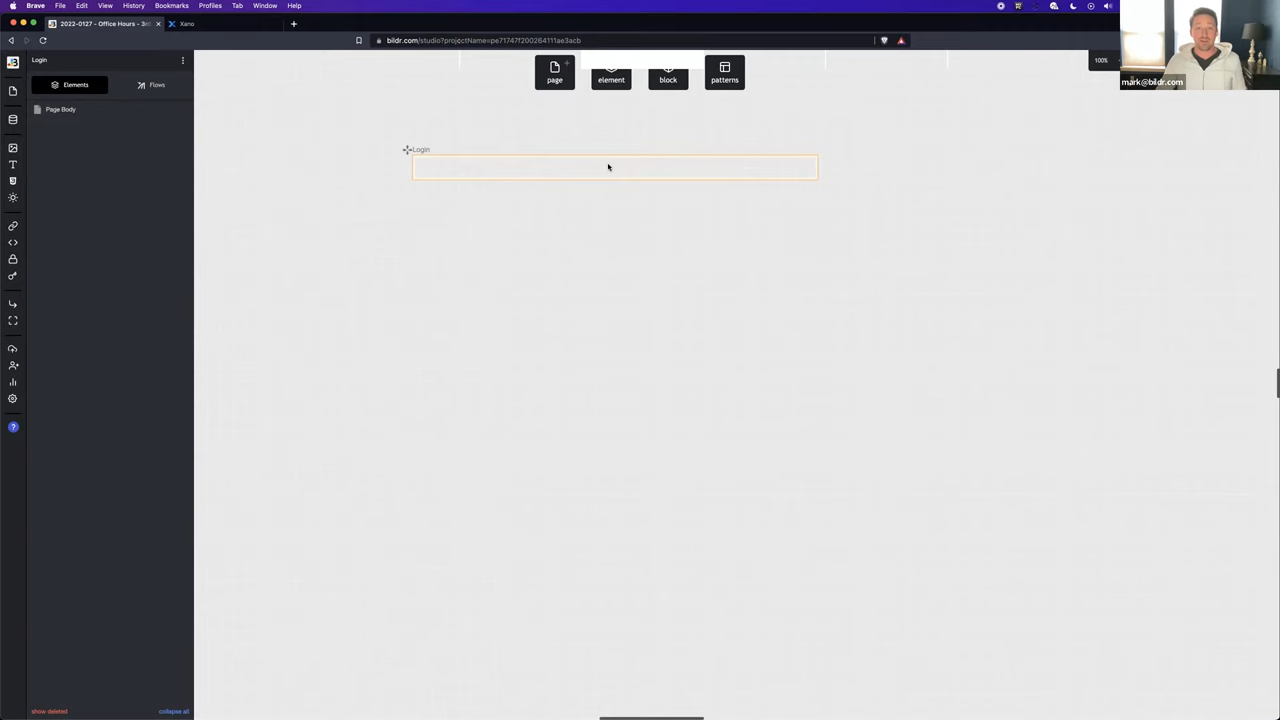 Brave File Edit View History Bookmarks Profiles Tab Window Help
2022-0127 - Office Hours - 3rd
Xano
bildr.com/studio?projectName=pe71747f200264111ae3acb
Login
Elements Flows
Page Body
page element block patterns
100%
mark@bildr.com
Login
show deleted collapse all